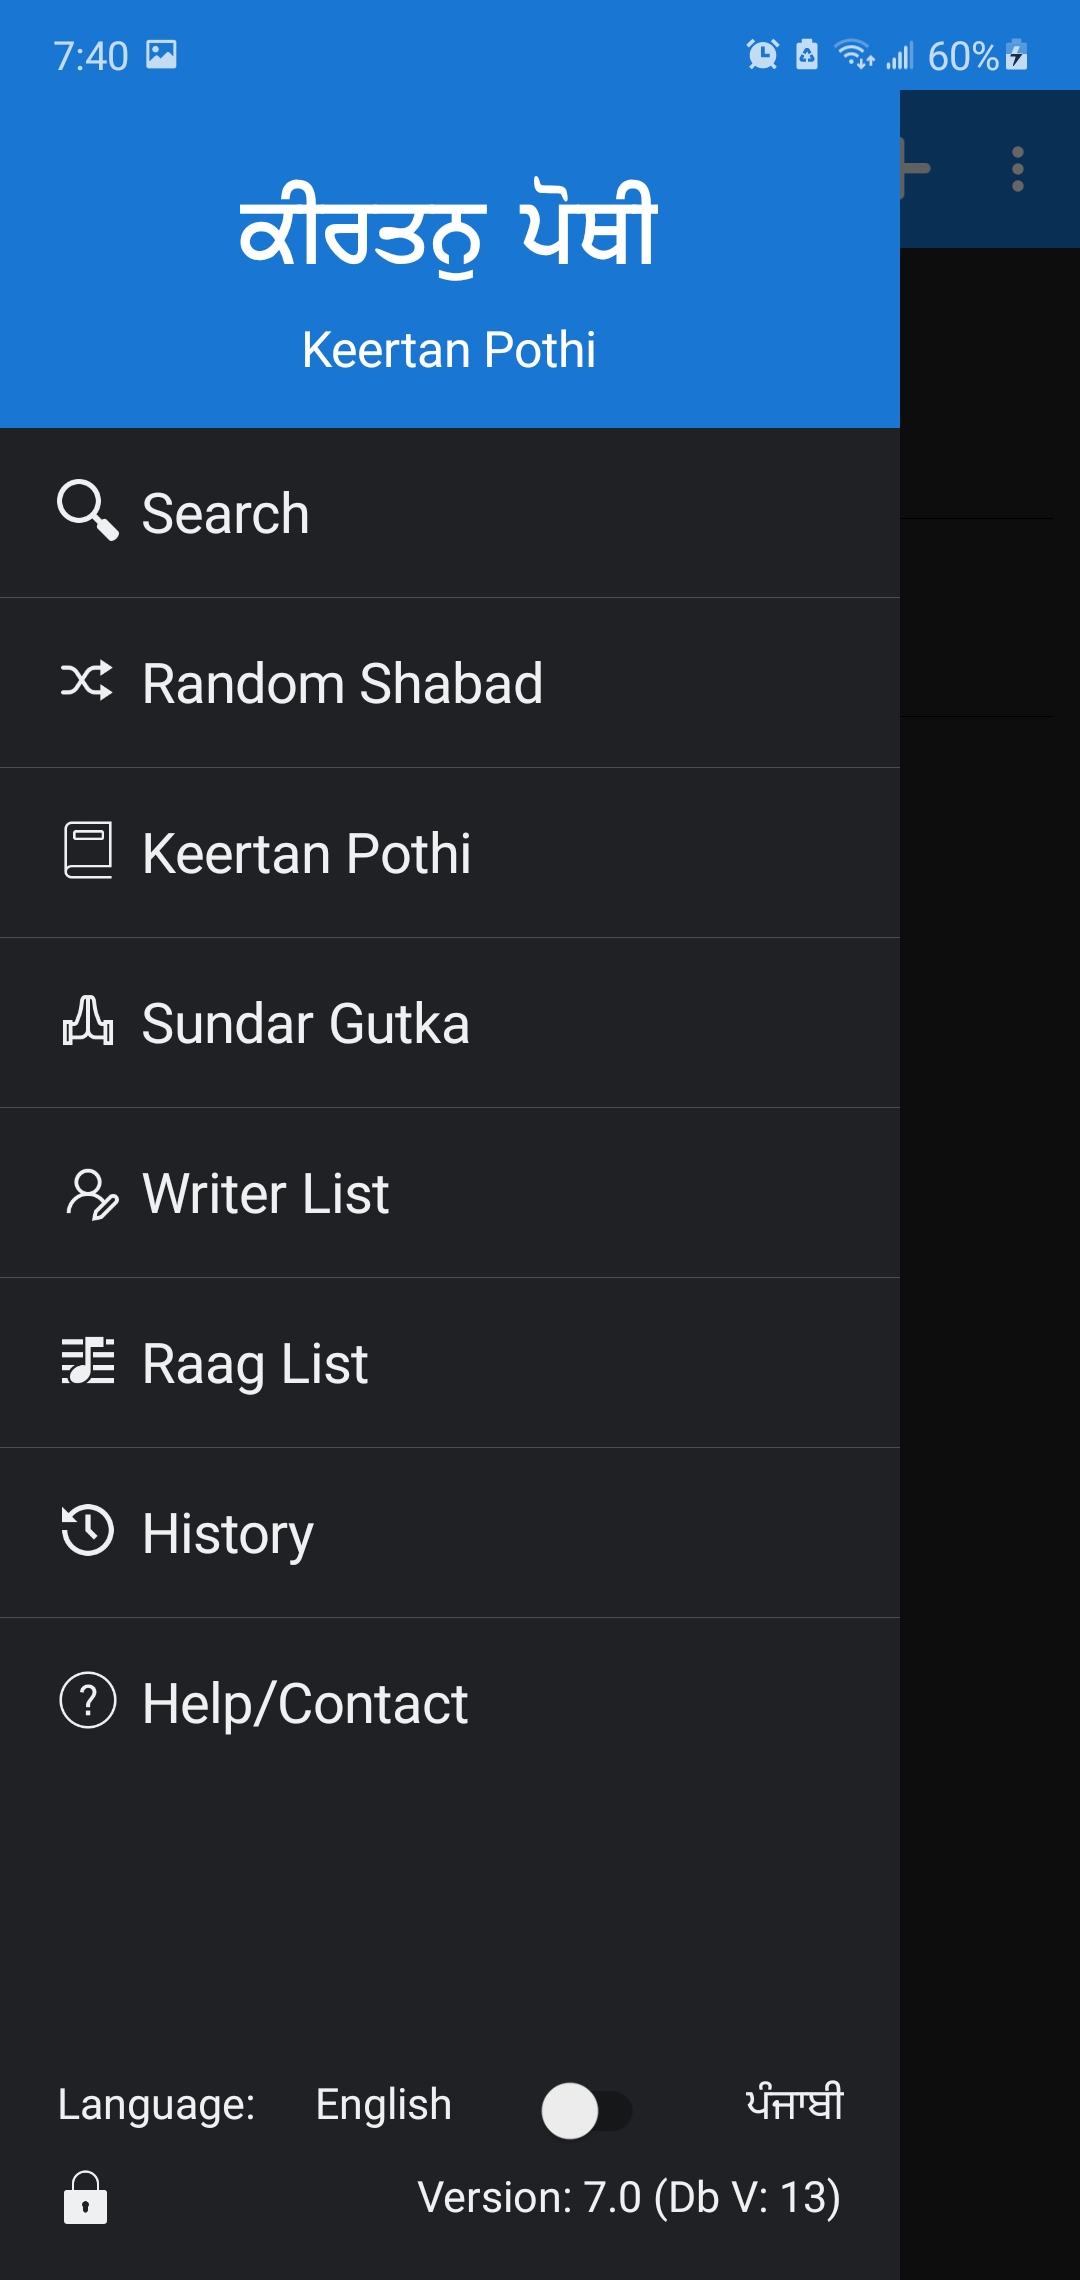 7:40 60%
ਕੀਰਤਨੁ ਪੋਥੀ
Keertan Pothi
Search
Random Shabad
Keertan Pothi
Sundar Gutka
Writer List
Raag List
History
Help/Contact
Language: English ਪੰਜਾਬੀ
Version: 7.0 (Db V: 13)